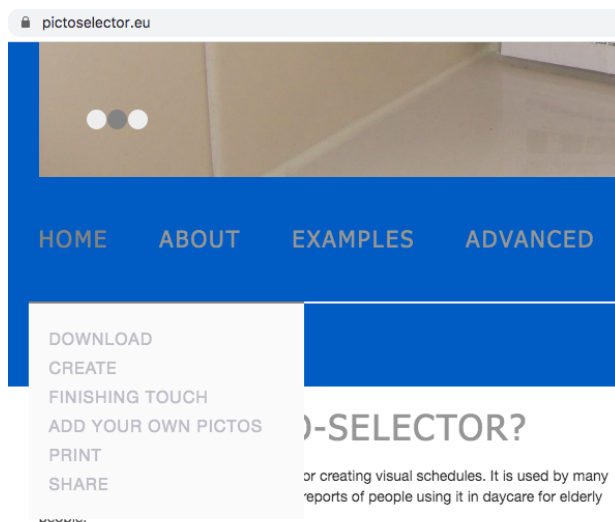 pictoselector.eu
HOME ABOUT EXAMPLES ADVANCED
DOWNLOAD
CREATE
FINISHING TOUCH
ADD YOUR OWN PICTOS
PRINT
SHARE
O-SELECTOR?
or creating visual schedules. It is used by many
reports of people using it in daycare for elderly
people.